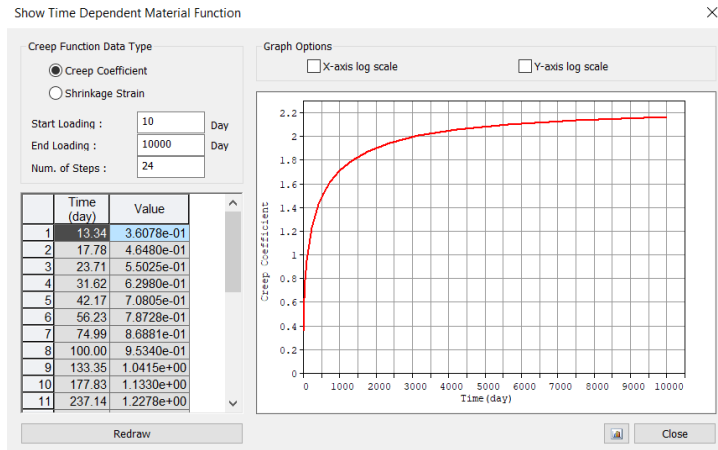 Show Time Dependent Material Function
Creep Function Data Type
Creep Coefficient
Shrinkage Strain
Start Loading : 10 Day
End Loading : 10000 Day
Num. of Steps : 24
Time (day) Value
1 13.34 3.6078e-01
2 17.78 4.6480e-01
3 23.71 5.5025e-01
4 31.62 6.2980e-01
5 42.17 7.0805e-01
6 56.23 7.8728e-01
7 74.99 8.6881e-01
8 100.00 9.5340e-01
9 133.35 1.0415e+00
10 177.83 1.1330e+00
11 237.14 1.2278e+00
Redraw
Graph Options
X-axis log scale Y-axis log scale
2.2
2
1.8
1.6
1.4
1.2
1
0.8
0.6
0.4
0.2
0
Creep Coefficient
0 1000 2000 3000 4000 5000 6000 7000 8000 9000 10000
Time(day)
Close